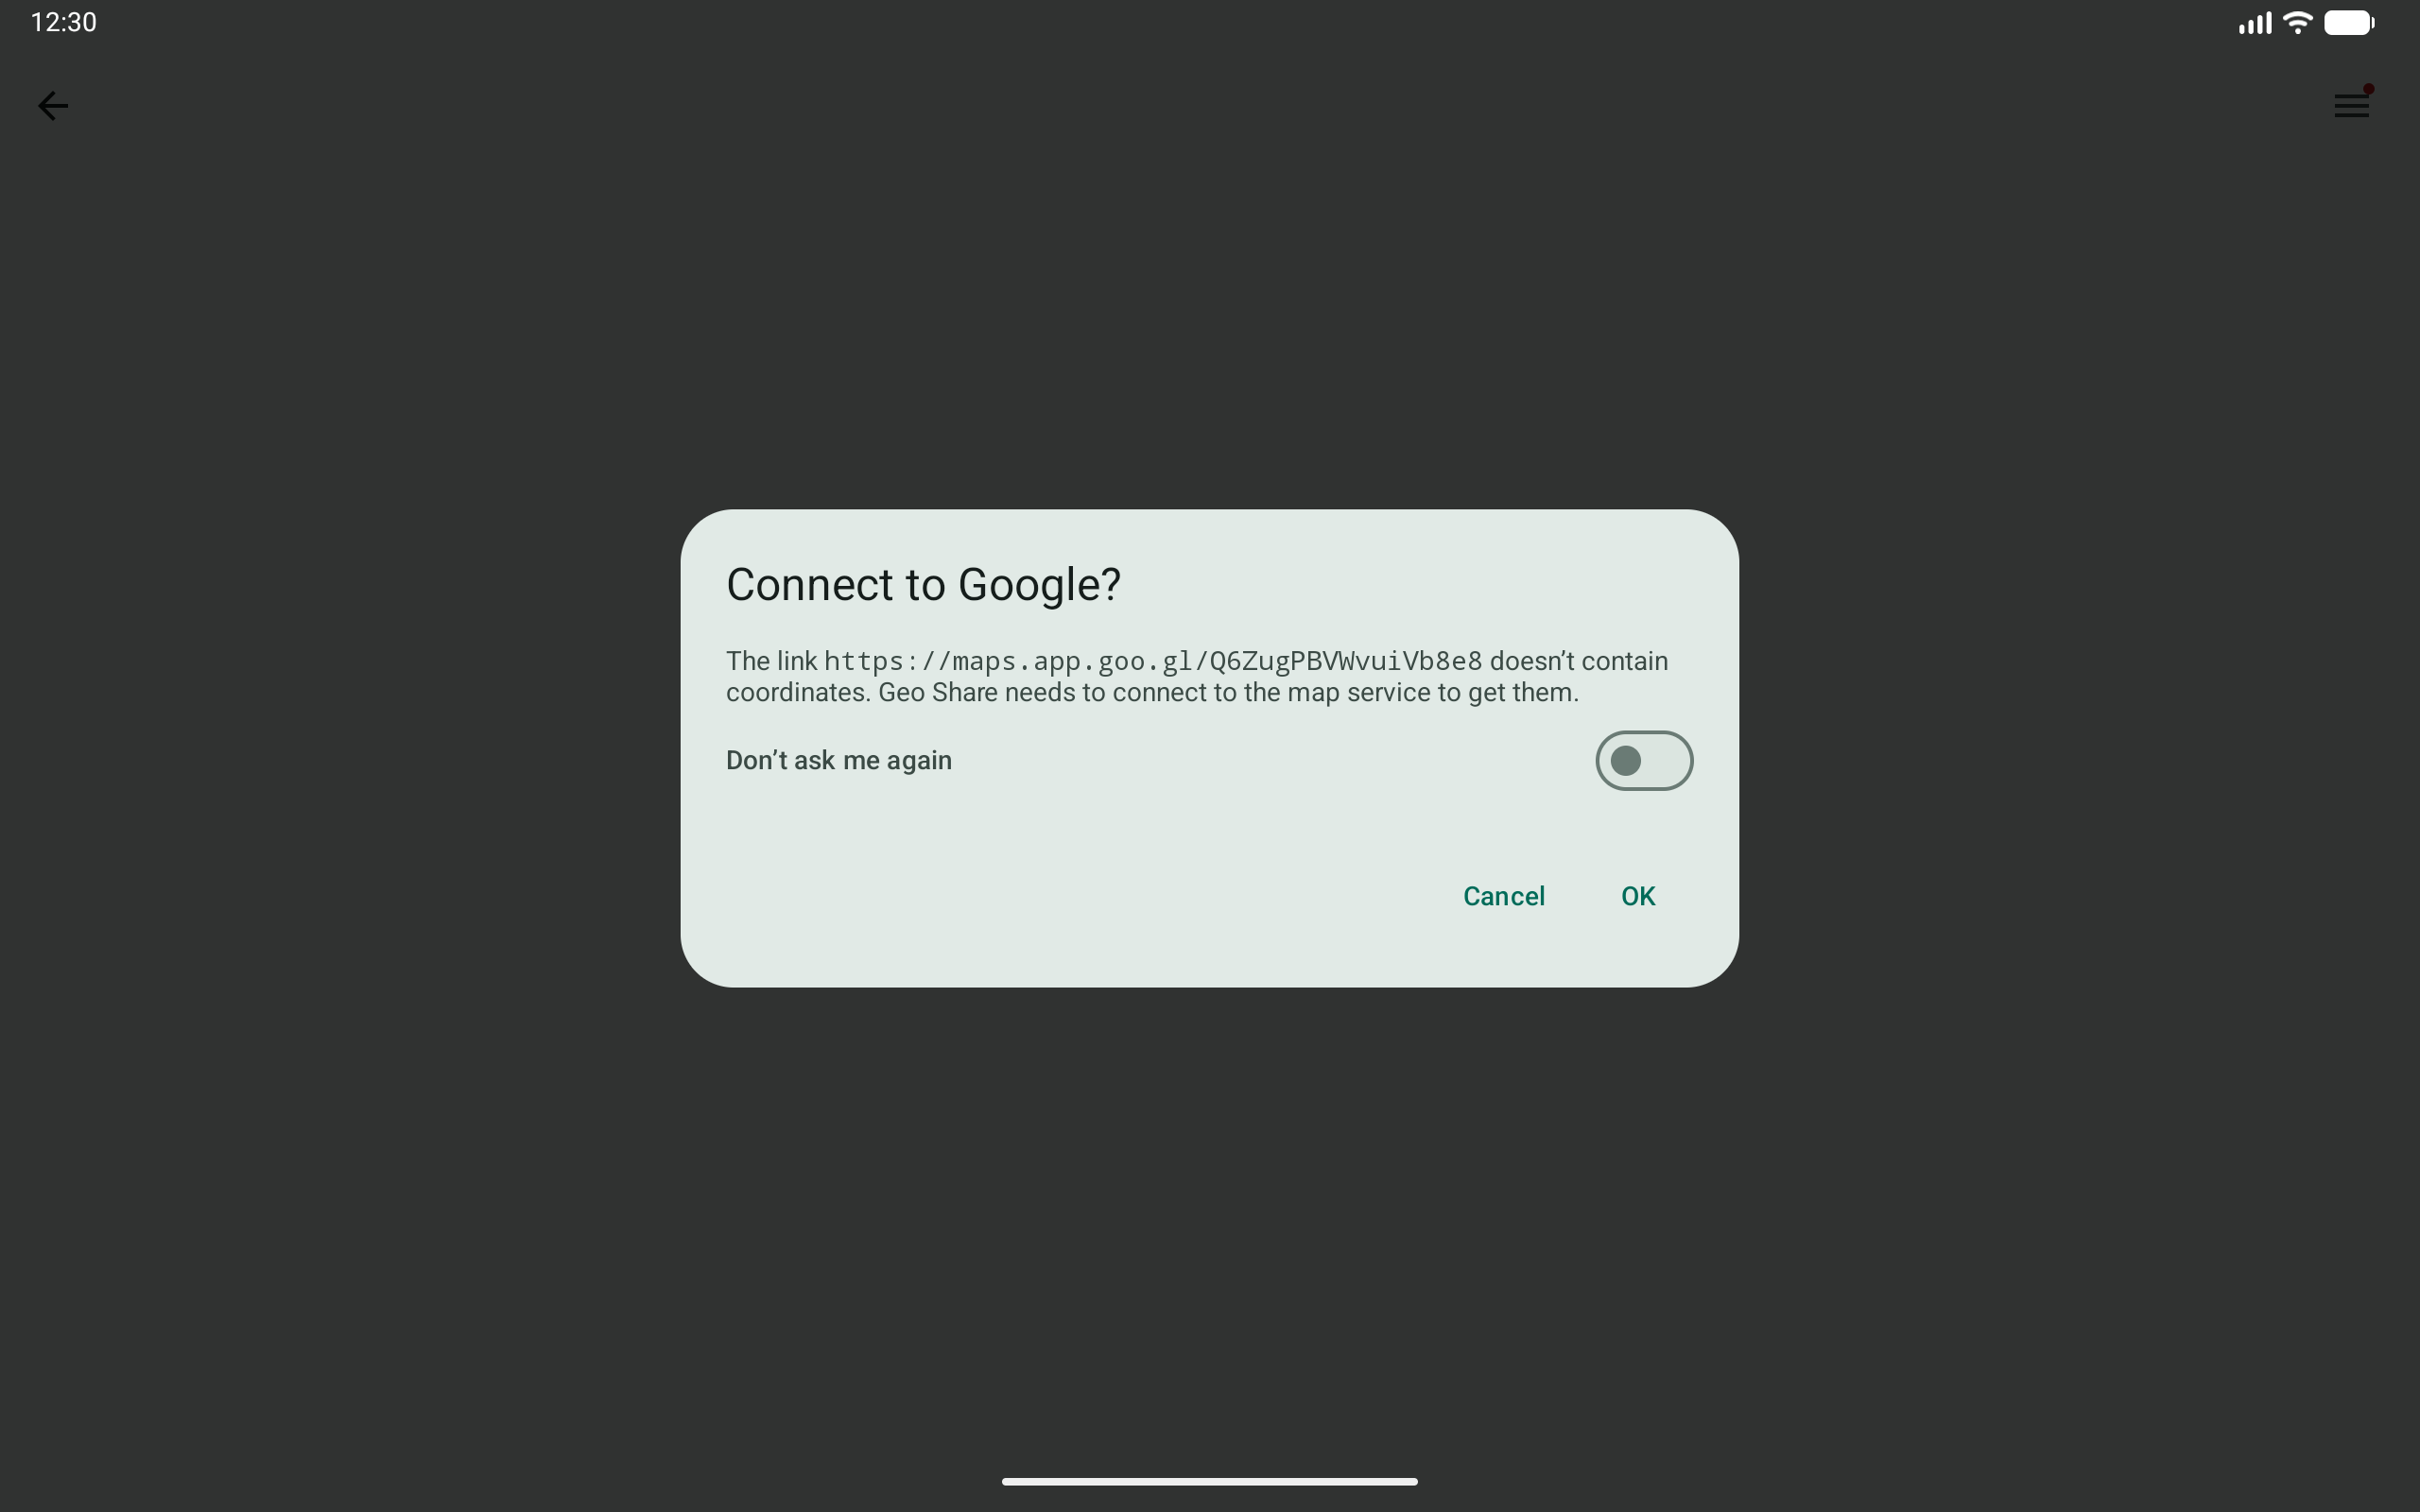 12:30
Connect to Google?
The link https://maps.app.goo.gl/Q6ZugPBVWvuiVb8e8 doesn’t contain
coordinates. Geo Share needs to connect to the map service to get them.
Don’t ask me again
Cancel OK